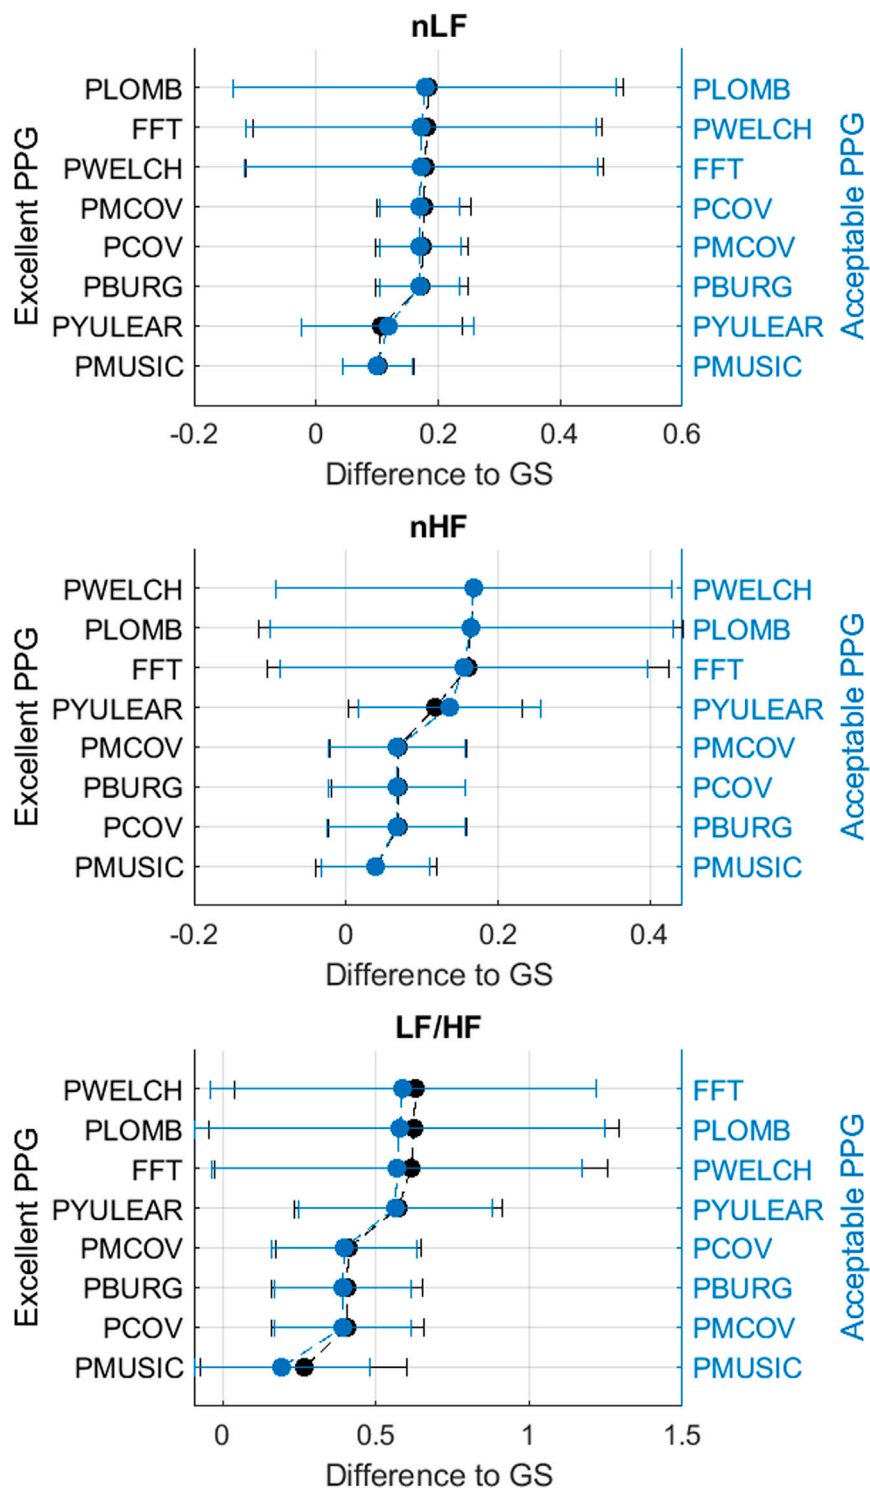 nLF
Excellent PPG
PLOMB
FFT
PWELCH
PMCOV
PCOV
PBURG
PYULEAR
PMUSIC
PLOMB
PWELCH
FFT
PCOV
PMCOV
PBURG
PYULEAR
PMUSIC
Acceptable PPG
-0.2 0 0.2 0.4 0.6
Difference to GS
nHF
Excellent PPG
PWELCH
PLOMB
FFT
PYULEAR
PMCOV
PBURG
PCOV
PMUSIC
PWELCH
PLOMB
FFT
PYULEAR
PMCOV
PCOV
PBURG
PMUSIC
Acceptable PPG
-0.2 0 0.2 0.4
Difference to GS
LF/HF
Excellent PPG
PWELCH
PLOMB
FFT
PYULEAR
PMCOV
PBURG
PCOV
PMUSIC
FFT
PLOMB
PWELCH
PYULEAR
PCOV
PBURG
PMCOV
PMUSIC
Acceptable PPG
0 0.5 1 1.5
Difference to GS